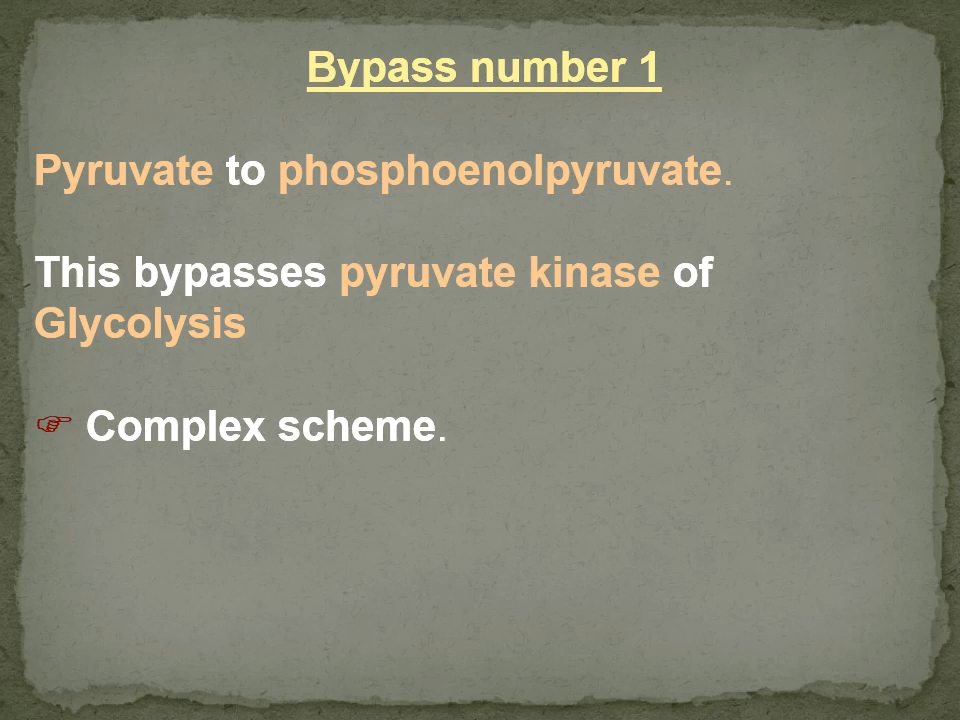 Bypass number 1
Pyruvate to phosphoenolpyruvate.
This bypasses pyruvate kinase of
Glycolysis
☞ Complex scheme.